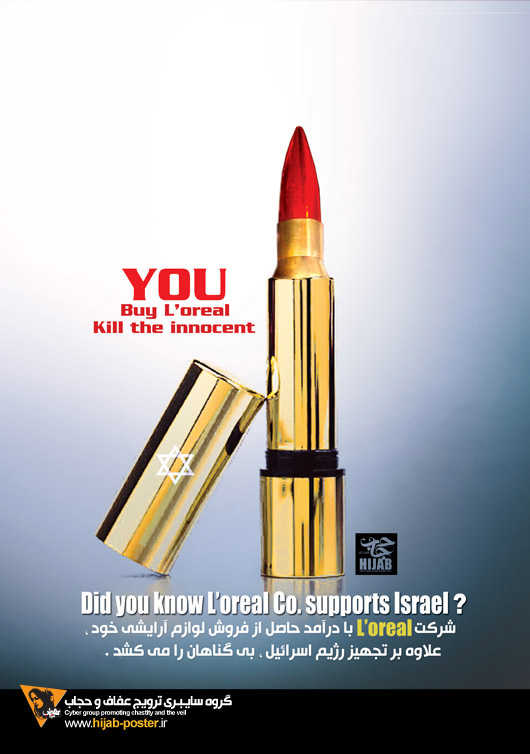 YOU
Buy L'oreal
Kill the innocent
حجاب
HIJAB
Did you know L'oreal Co. supports Israel ?
شرکت L'oreal با درآمد حاصل از فروش لوازم آرایشی خود ،
علاوه بر تجهیز رژیم اسرائیل ، بی گناهان را می کشد .
گروه سایبری ترویج عفاف و حجاب
Cyber group promoting chastity and the veil
www.hijab-poster.ir